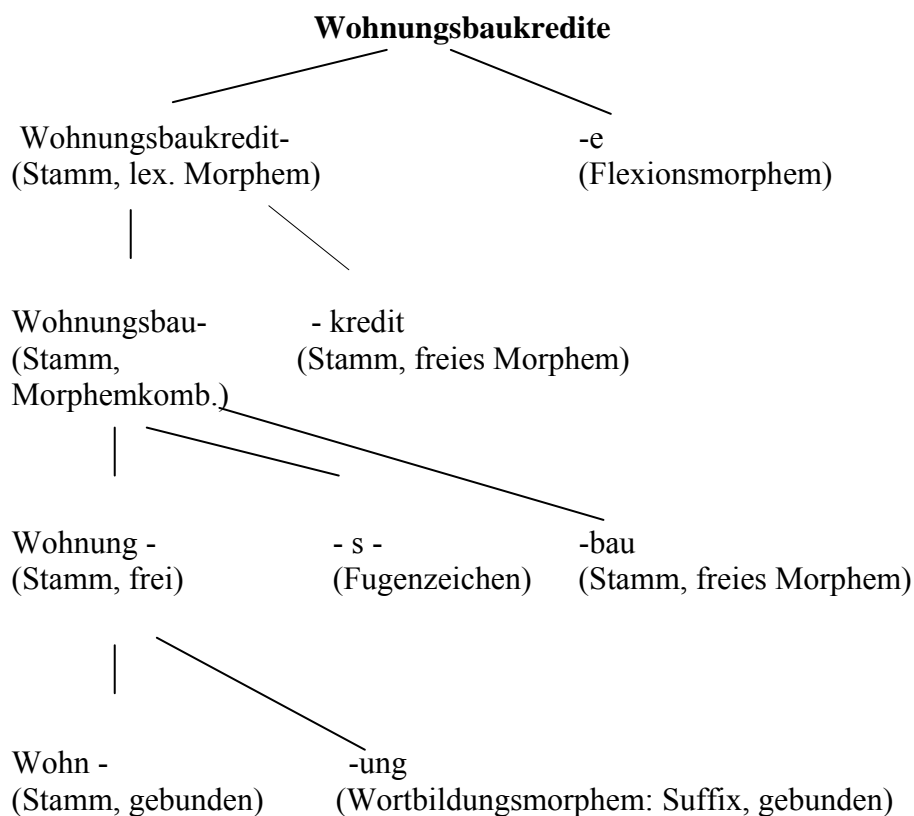 Wohnungsbaukredite
Wohnungsbaukredit- -e
(Stamm, lex. Morphem) (Flexionsmorphem)
Wohnungsbau- - kredit
(Stamm, (Stamm, freies Morphem)
Morphemkomb.)
Wohnung - - s - -bau
(Stamm, frei) (Fugenzeichen) (Stamm, freies Morphem)
Wohn - -ung
(Stamm, gebunden) (Wortbildungsmorphem: Suffix, gebunden)